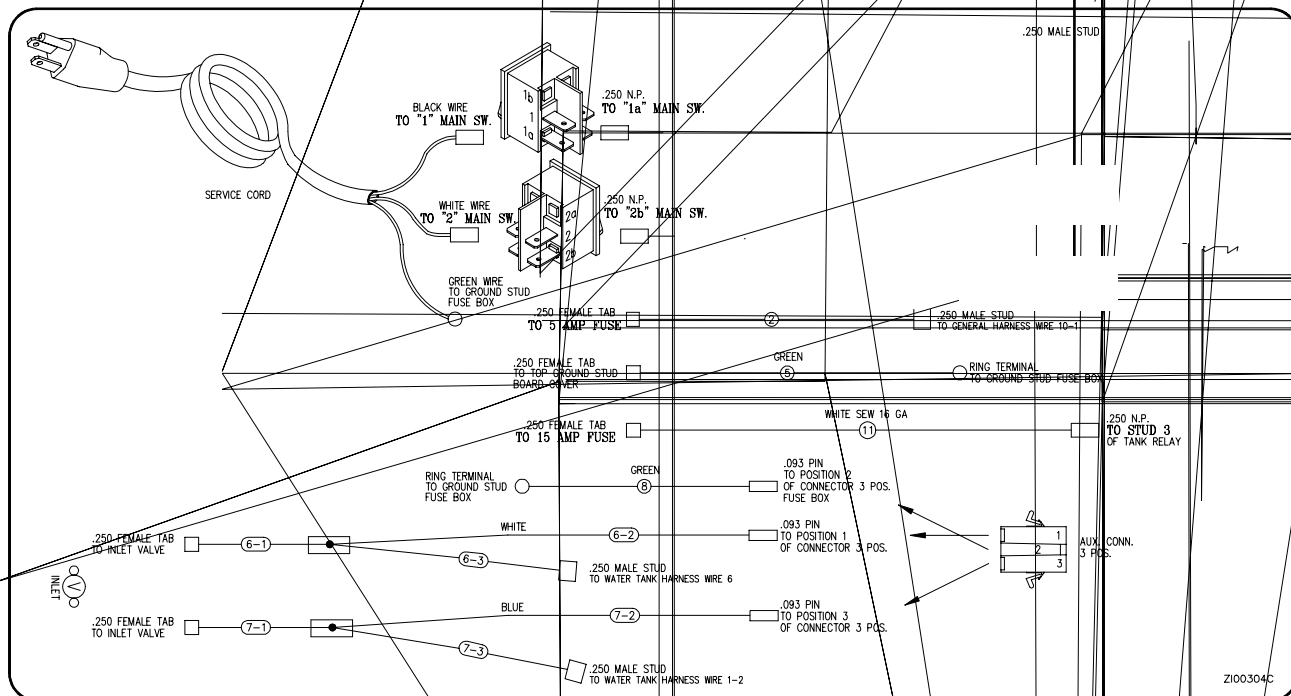 .250 MALE STUD
BLACK WIRE
TO "1" MAIN SW.
1b
1
1a
.250 N.P.
TO "1a" MAIN SW.
SERVICE CORD
WHITE WIRE
TO "2" MAIN SW.
2a
2
2b
.250 N.P.
TO "2b" MAIN SW.
GREEN WIRE
TO GROUND STUD
FUSE BOX
.250 FEMALE TAB
TO 5 AMP FUSE
2
.250 MALE STUD
TO GENERAL HARNESS WIRE 10-1
.250 FEMALE TAB
TO TOP GROUND STUD
BOARD COVER
GREEN
5
RING TERMINAL
TO GROUND STUD FUSE BOX
.250 FEMALE TAB
TO 15 AMP FUSE
WHITE SEW 16 GA
11
.250 N.P.
TO STUD 3
OF TANK RELAY
RING TERMINAL
TO GROUND STUD
FUSE BOX
GREEN
8
.093 PIN
TO POSITION 2
OF CONNECTOR 3 POS.
FUSE BOX
.250 FEMALE TAB
TO INLET VALVE
6-1
WHITE
6-2
.093 PIN
TO POSITION 1
OF CONNECTOR 3 POS.
6-3
.250 MALE STUD
TO WATER TANK HARNESS WIRE 6
1
2
3
AUX. CONN.
3 POS.
INLET
V
.250 FEMALE TAB
TO INLET VALVE
7-1
BLUE
7-2
.093 PIN
TO POSITION 3
OF CONNECTOR 3 POS.
7-3
.250 MALE STUD
TO WATER TANK HARNESS WIRE 1-2
Z100304C